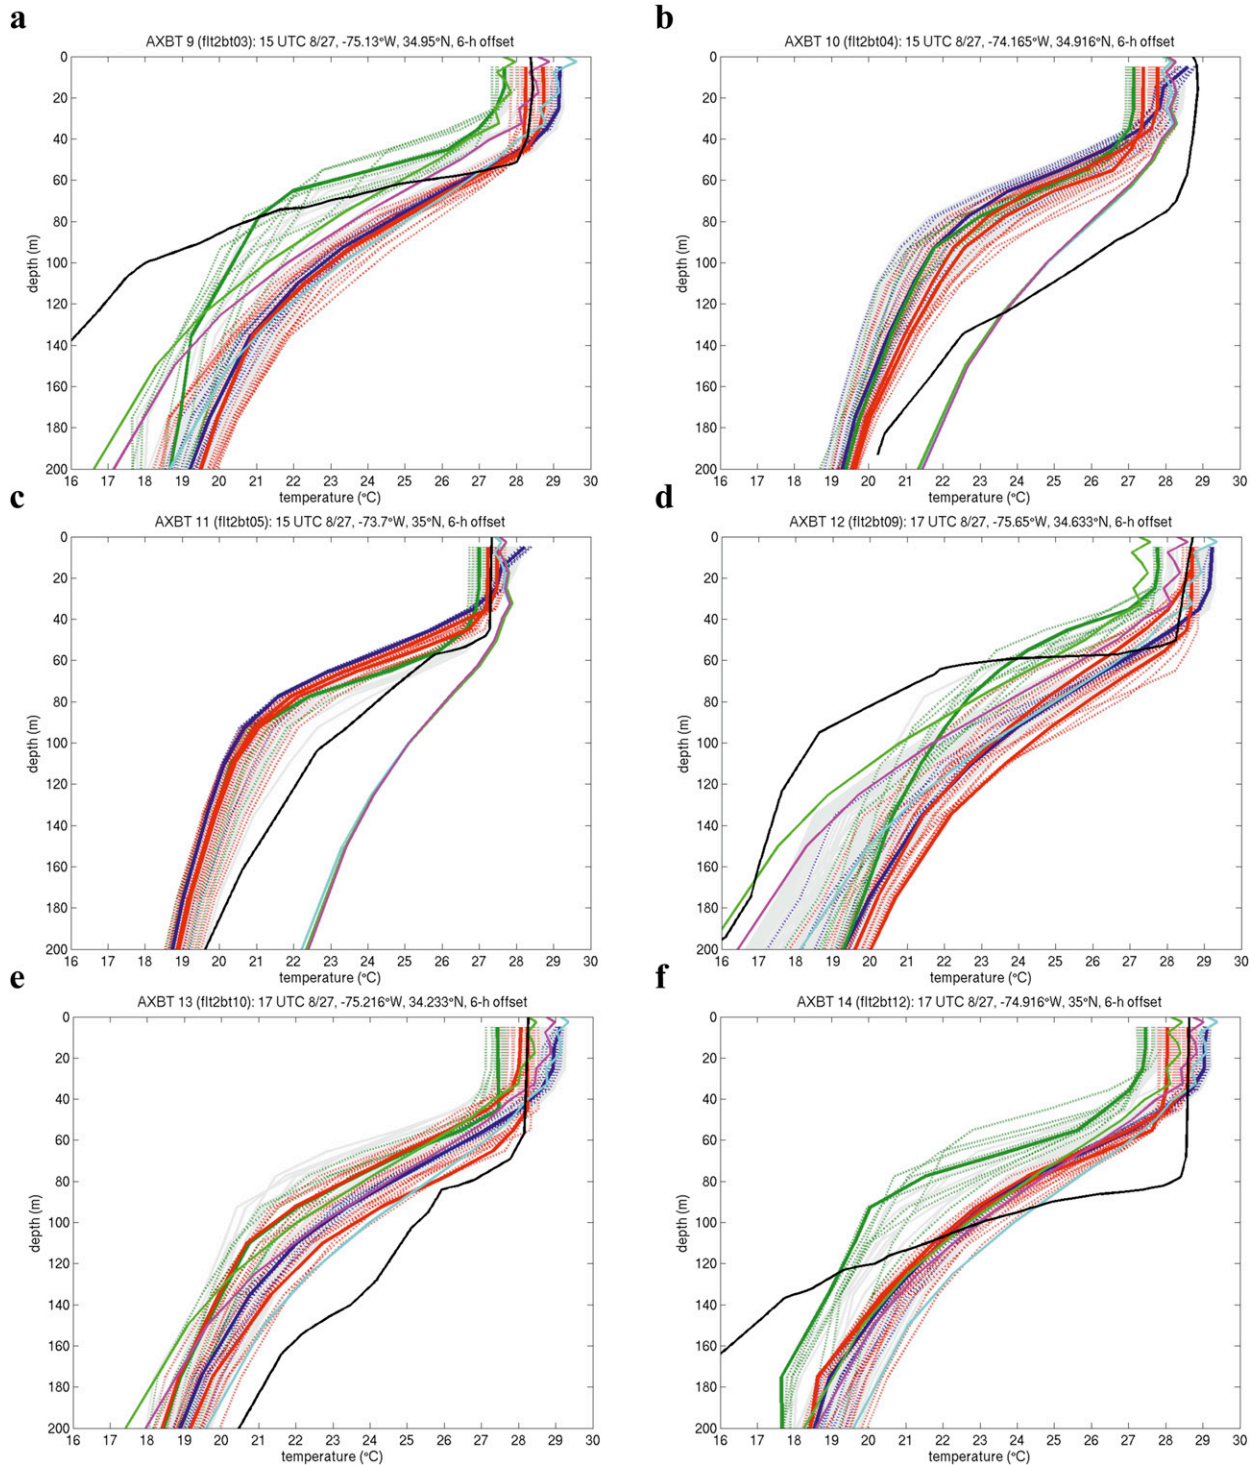 a
AXBT 9 (flt2bt03): 15 UTC 8/27, -75.13°W, 34.95°N, 6-h offset
0
20
40
60
80
100
120
140
160
180
200
depth (m)
16 17 18 19 20 21 22 23 24 25 26 27 28 29 30
temperature (°C)
b
AXBT 10 (flt2bt04): 15 UTC 8/27, -74.165°W, 34.916°N, 6-h offset
0
20
40
60
80
100
120
140
160
180
200
depth (m)
16 17 18 19 20 21 22 23 24 25 26 27 28 29 30
temperature (°C)
c
AXBT 11 (flt2bt05): 15 UTC 8/27, -73.7°W, 35°N, 6-h offset
0
20
40
60
80
100
120
140
160
180
200
depth (m)
16 17 18 19 20 21 22 23 24 25 26 27 28 29 30
temperature (°C)
d
AXBT 12 (flt2bt09): 17 UTC 8/27, -75.65°W, 34.633°N, 6-h offset
0
20
40
60
80
100
120
140
160
180
200
depth (m)
16 17 18 19 20 21 22 23 24 25 26 27 28 29 30
temperature (°C)
e
AXBT 13 (flt2bt10): 17 UTC 8/27, -75.216°W, 34.233°N, 6-h offset
0
20
40
60
80
100
120
140
160
180
200
depth (m)
16 17 18 19 20 21 22 23 24 25 26 27 28 29 30
temperature (°C)
f
AXBT 14 (flt2bt12): 17 UTC 8/27, -74.916°W, 35°N, 6-h offset
0
20
40
60
80
100
120
140
160
180
200
depth (m)
16 17 18 19 20 21 22 23 24 25 26 27 28 29 30
temperature (°C)